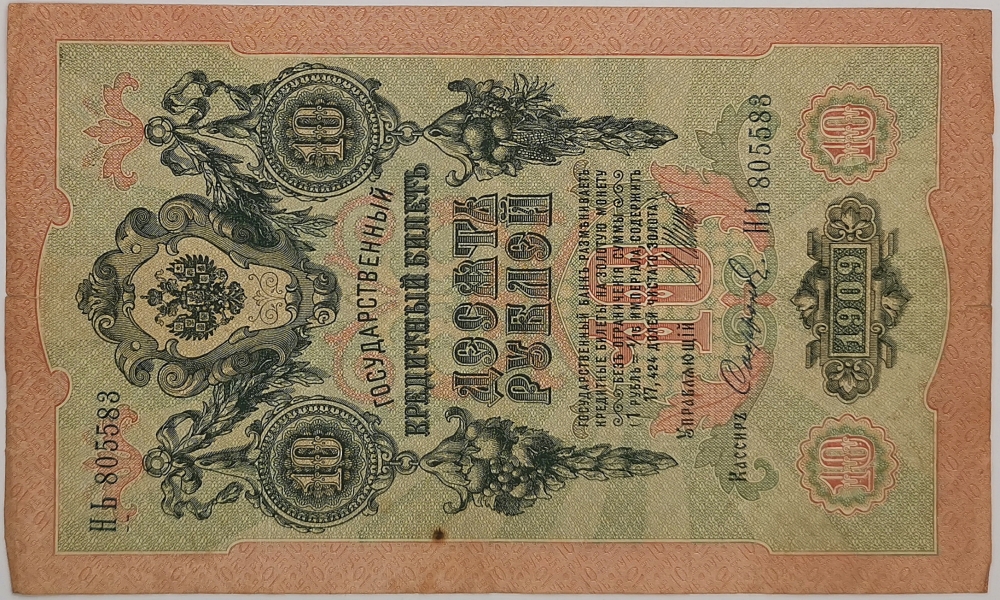 НЬ 805583
10 10
ГОСУДАРСТВЕННЫЙ
КРЕДИТНЫЙ БИЛЕТЪ
ДЕСЯТЬ
РУБЛЕЙ
ГОСУДАРСТВЕННЫЙ БАНКЪ РАЗМѢНИВАЕТЪ
КРЕДИТНЫЕ БИЛЕТЫ НА ЗОЛОТУЮ МОНЕТУ
БЕЗЪ ОГРАНИЧЕНІЯ СУММЫ
(1 РУБЛЬ = 1/15 ИМПЕРІАЛА, СОДЕРЖИТЪ
17,424 ДОЛЕЙ ЧИСТАГО ЗОЛОТА).
10
Управляющій
Кассиръ НЬ 805583
10 1909 10